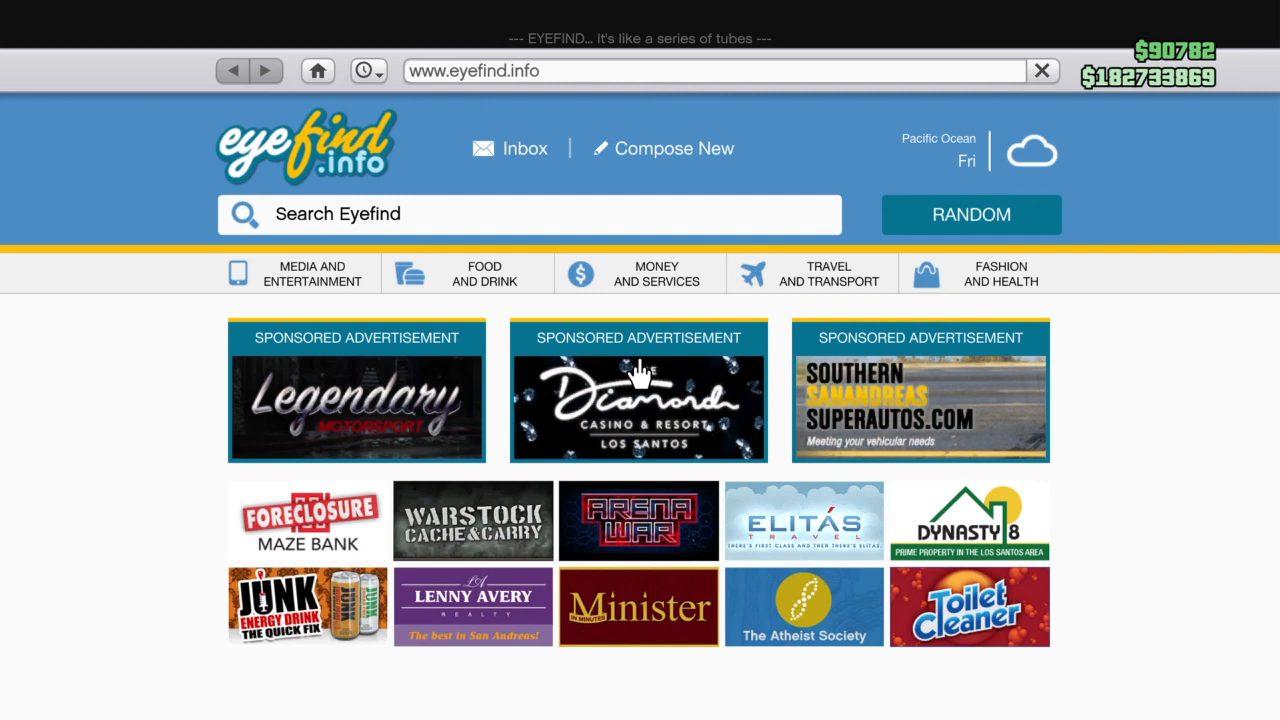 --- EYEFIND... It's like a series of tubes ---
$90782
www.eyefind.info
$182733869
eyefind
.info
Inbox
Compose New
Pacific Ocean
Fri
Search Eyefind
RANDOM
MEDIA AND
ENTERTAINMENT
FOOD
AND DRINK
MONEY
AND SERVICES
TRAVEL
AND TRANSPORT
FASHION
AND HEALTH
SPONSORED ADVERTISEMENT
Legendary
MOTORSPORT
SPONSORED ADVERTISEMENT
Diamond
CASINO & RESORT
LOS SANTOS
SPONSORED ADVERTISEMENT
SOUTHERN
SANANDREAS
SUPERAUTOS.COM
Meeting your vehicular needs
FORECLOSURE
MAZE BANK
WARSTOCK
CACHE&CARRY
ARENA
WAR
ELITÁS
TRAVEL
THERE'S FIRST CLASS AND THEN THERE'S ELITÁS.
DYNASTY 8
PRIME PROPERTY IN THE LOS SANTOS AREA
JUNK
ENERGY DRINK
THE QUICK FIX
JUNK
JUNK
LA
LENNY AVERY
REALTY
The best in San Andreas!
Minister
IN MINUTES
The Atheist Society
Toilet
Cleaner